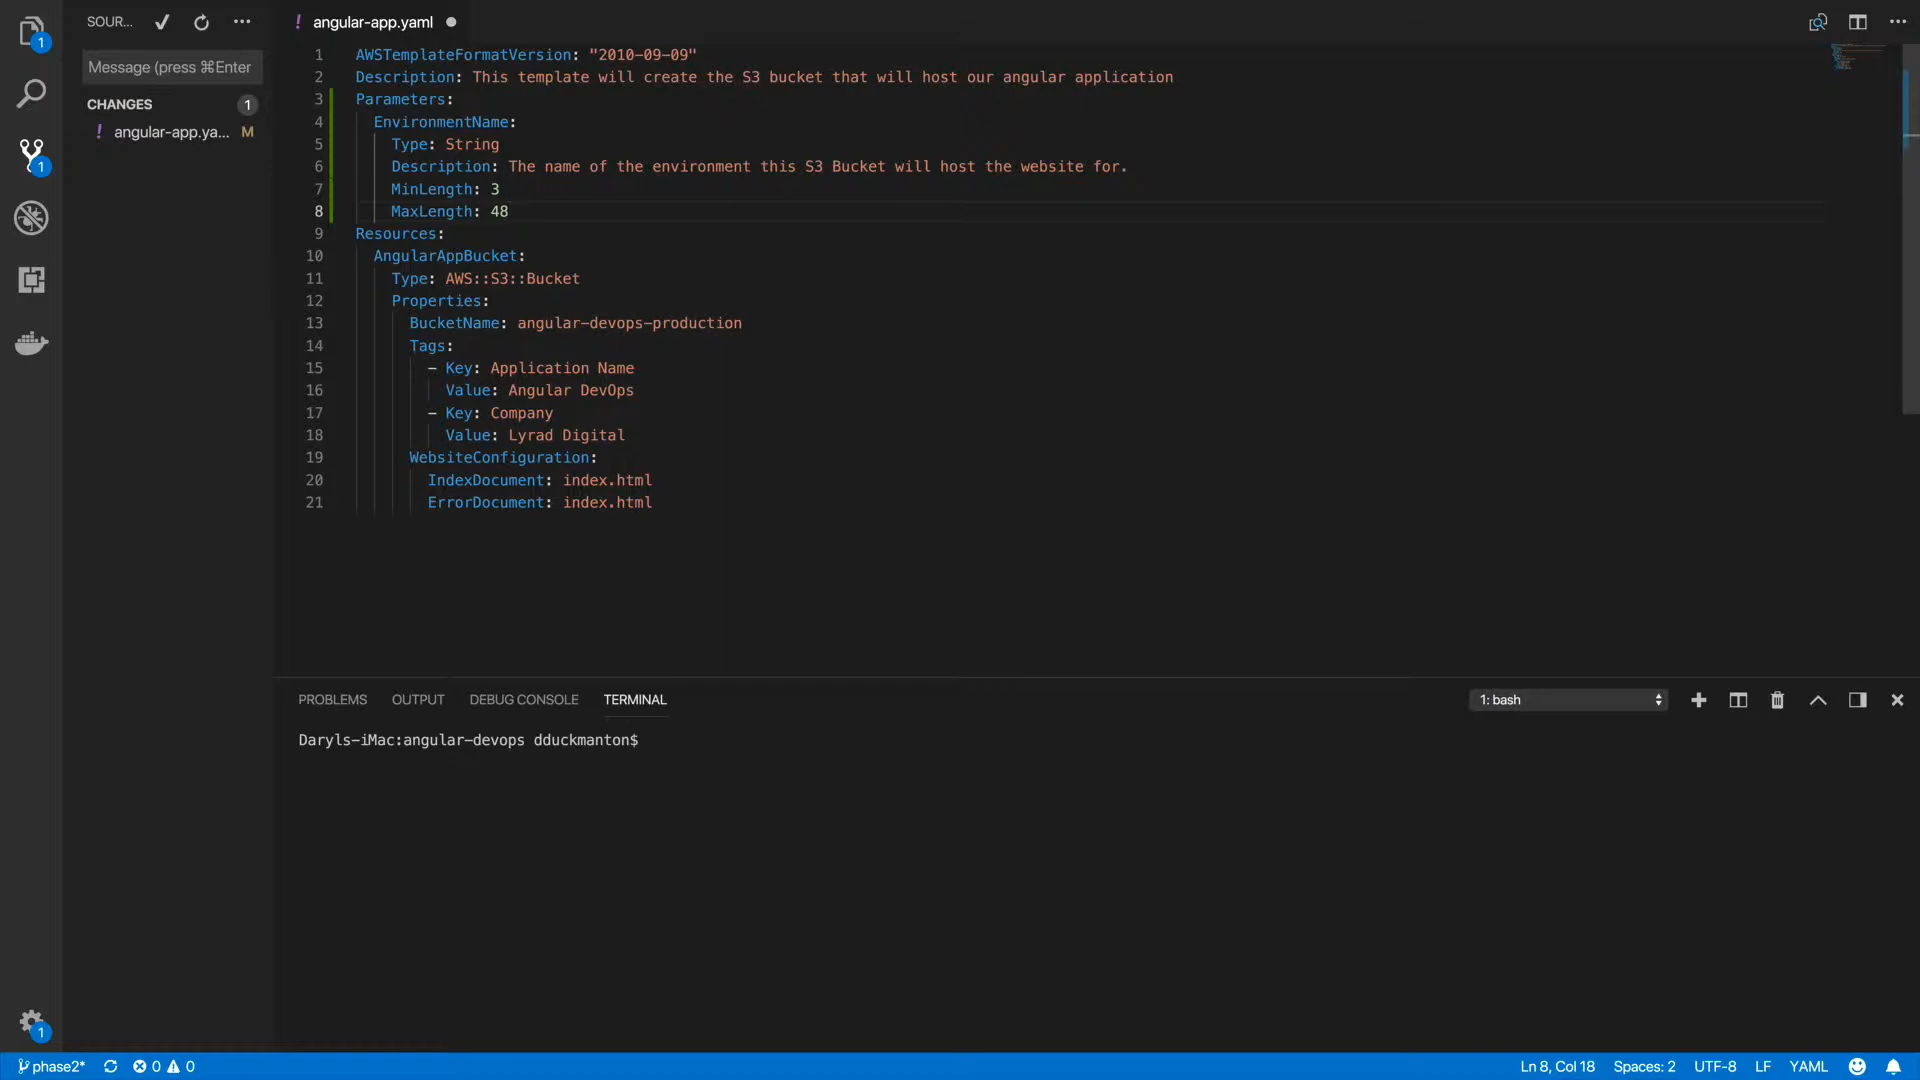 SOUR...
! angular-app.yaml
Message (press ⌘Enter
CHANGES 1
! angular-app.ya... M
1
1
1
1 AWSTemplateFormatVersion: "2010-09-09"
2 Description: This template will create the S3 bucket that will host our angular application
3 Parameters:
4 EnvironmentName:
5 Type: String
6 Description: The name of the environment this S3 Bucket will host the website for.
7 MinLength: 3
8 MaxLength: 48
9 Resources:
10 AngularAppBucket:
11 Type: AWS::S3::Bucket
12 Properties:
13 BucketName: angular-devops-production
14 Tags:
15 - Key: Application Name
16 Value: Angular DevOps
17 - Key: Company
18 Value: Lyrad Digital
19 WebsiteConfiguration:
20 IndexDocument: index.html
21 ErrorDocument: index.html
PROBLEMS OUTPUT DEBUG CONSOLE TERMINAL 1: bash
Daryls-iMac:angular-devops dduckmanton$
phase2* 0 0 Ln 8, Col 18 Spaces: 2 UTF-8 LF YAML